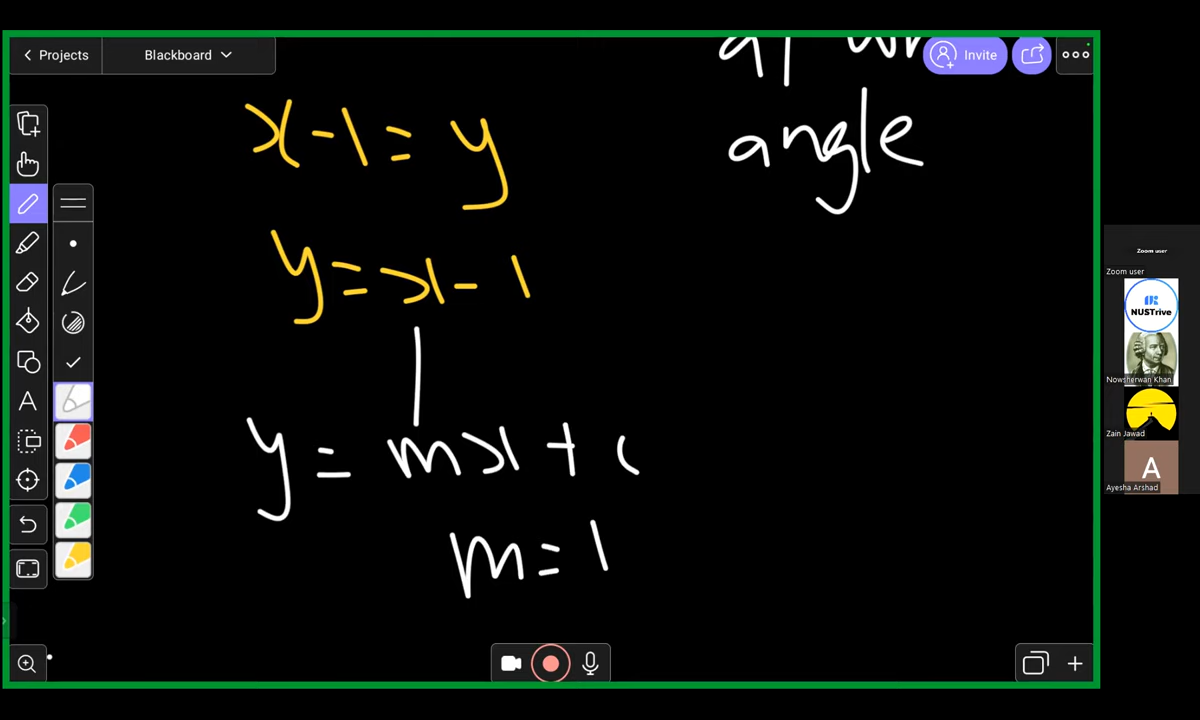 Projects
Blackboard
Invite
angle
x-1=y
y=x-1
y=mx+c
m=1
A
Zoom user
Zoom user
NUSTrive
Nowsherwan Khan
Zain Jawad
A
Ayesha Arshad